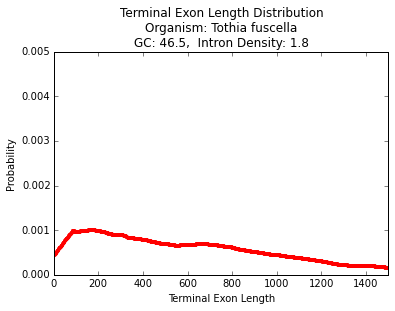 Terminal Exon Length Distribution
Organism: Tothia fuscella
GC: 46.5,  Intron Density: 1.8
0.005
0.004
0.003
0.002
0.001
0.000
Probability
0
200
400
600
800
1000
1200
1400
Terminal Exon Length